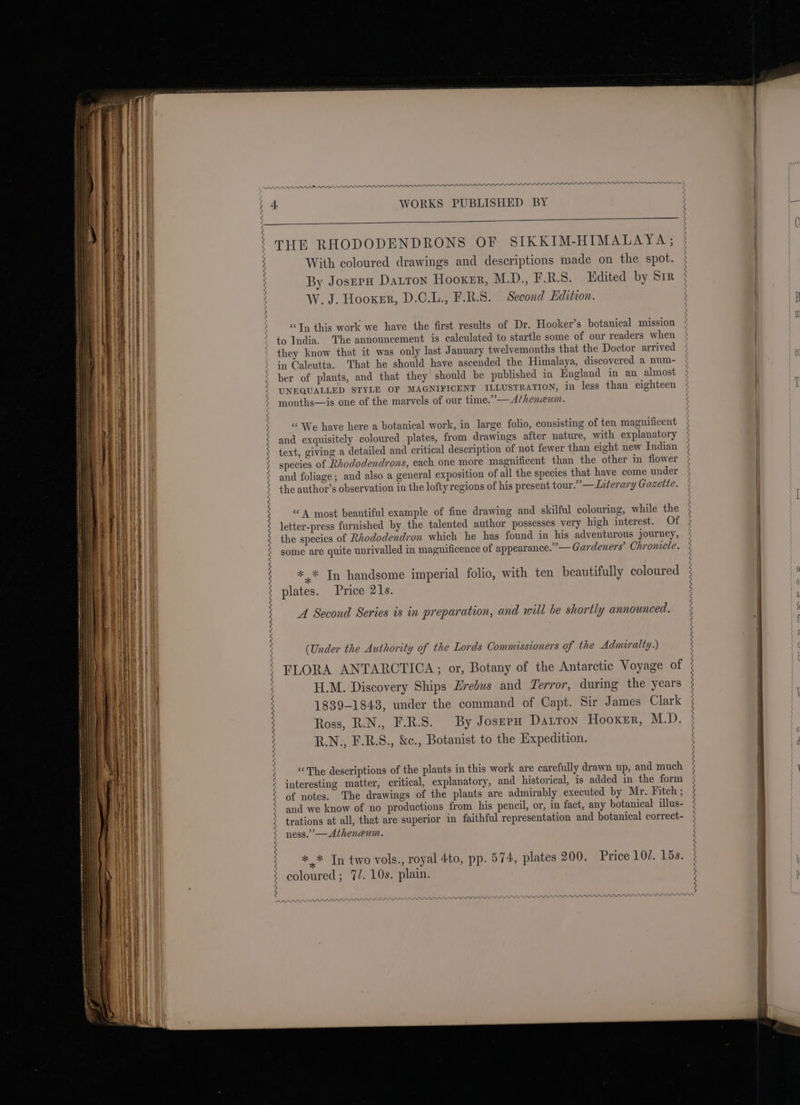 4 WORKS PUBLISHED BY
THE RHODODENDRONS OF SIKKIM-HIMALAYA;
With coloured drawings and descriptions made on the spot.
By Joseph Dalton Hooker, M.D., F.R.S. Edited by Sir
W. J. Hooker, D.C.L., F.R.S. Second Edition.
“In this work we have the first results of Dr. Hooker’s botanical mission
to India. The announcement is calculated to startle some of our readers when
they know that it was only last January twelvemonths that the Doctor arrived
in Calcutta. That he should have ascended the Himalaya, discovered a num-
ber of plants, and that they should be published in England in an almost
UNEQUALLED STYLE OF MAGNIFICENT ILLUSTRATION, in less than eighteen
months—is one of the marvels of our time.”—Athenæum.
“We have here a botanical work, in large folio, consisting of ten magnificent
and exquisitely coloured plates, from drawings after nature, with explanatory
text, giving a detailed and critical description of not fewer than eight new Indian
species of Rhododendrons, each one more magnificent than the other in flower
and foliage; and also a general exposition of all the species that have come under
the author’s observation in the lofty regions of his present tour.”—Literary Gazette.
“A most beautiful example of fine drawing and skilful colouring, while the
letter-press furnished by the talented author possesses very high interest. Of
the species of Rhododendron which he has found in his adventurous journey,
some are quite unrivalled in magnificence of appearance.”—Gardeners’ Chronicle.
*** In handsome imperial folio, with ten beautifully coloured
plates. Price 21s.
A Second Series is in preparation, and will be shortly announced.
(Under the Authority of the Lords Commissioners of the Admiralty.)
FLORA ANTARCTICA; or, Botany of the Antarctic Voyage of
H.M. Discovery Ships Erebus and Terror, during the years
1839–1843, under the command of Capt. Sir James Clark
Ross, R.N., F.R.S. By Joseph Dalton Hooker, M.D.
R.N., F.R.S., &c., Botanist to the Expedition.
“The descriptions of the plants in this work are carefully drawn up, and much
interesting matter, critical, explanatory, and historical, is added in the form
of notes. The drawings of the plants are admirably executed by Mr. Fitch;
and we know of no productions from his pencil, or, in fact, any botanical illus-
trations at all, that are superior in faithful representation and botanical correct-
ness.”—Athenæum.
*** In two vols., royal 4to, pp. 574, plates 200. Price 10l. 15s.
coloured; 7l. 10s. plain.